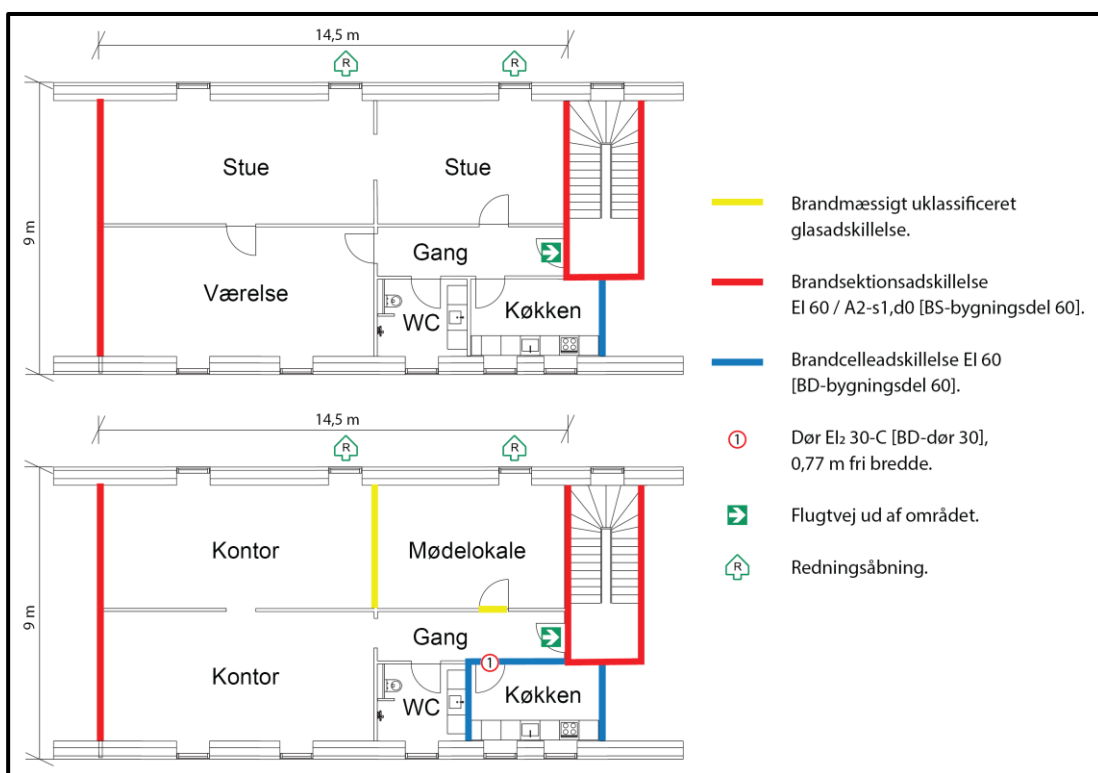 14,5 m
R
R
9 m
Stue
Stue
Gang
Værelse
WC
Køkken
14,5 m
R
R
9 m
Kontor
Mødelokale
Gang
Kontor
1
WC
Køkken
Brandmæssigt uklassificeret
glasadskillelse.
Brandsektionsadskillelse
EI 60 / A2-s1,d0 [BS-bygningsdel 60].
Brandcelleadskillelse EI 60
[BD-bygningsdel 60].
1
Dør EI₂ 30-C [BD-dør 30],
0,77 m fri bredde.
Flugtvej ud af området.
R
Redningsåbning.